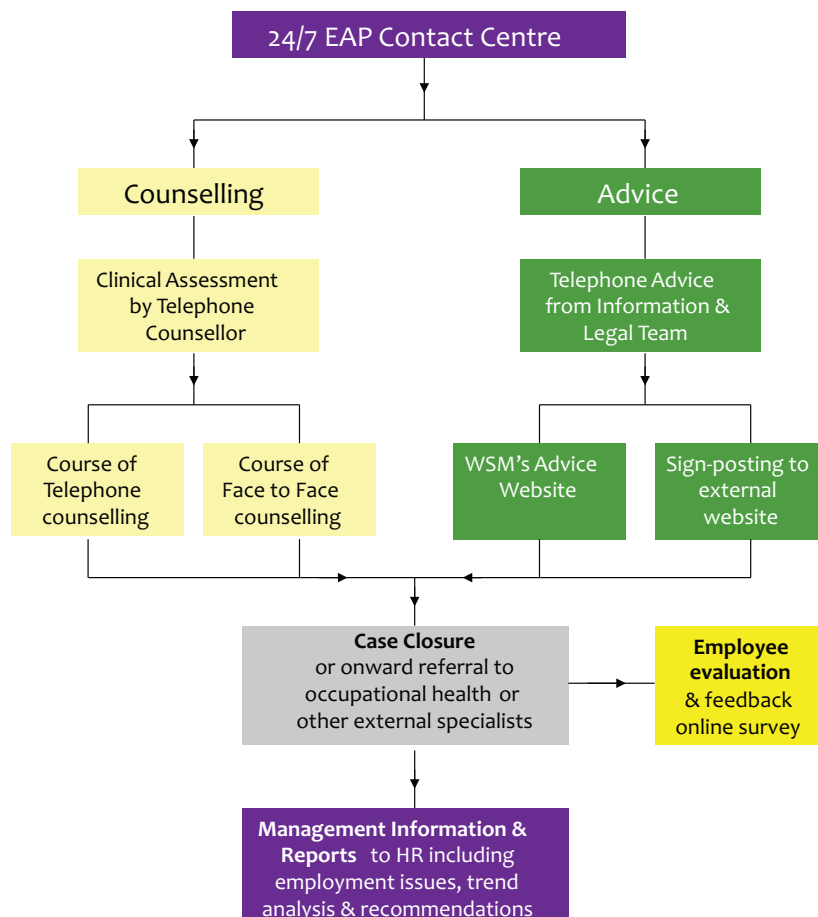 24/7 EAP Contact Centre
Counselling
Advice
Clinical Assessment
by Telephone
Counsellor
Telephone Advice
from Information &
Legal Team
Course of
Telephone
counselling
Course of
Face to Face
counselling
WSM's Advice
Website
Sign-posting to
external
website
Case Closure
or onward referral to
occupational health or
other external specialists
Employee
evaluation
& feedback
online survey
Management Information &
Reports to HR including
employment issues, trend
analysis & recommendations